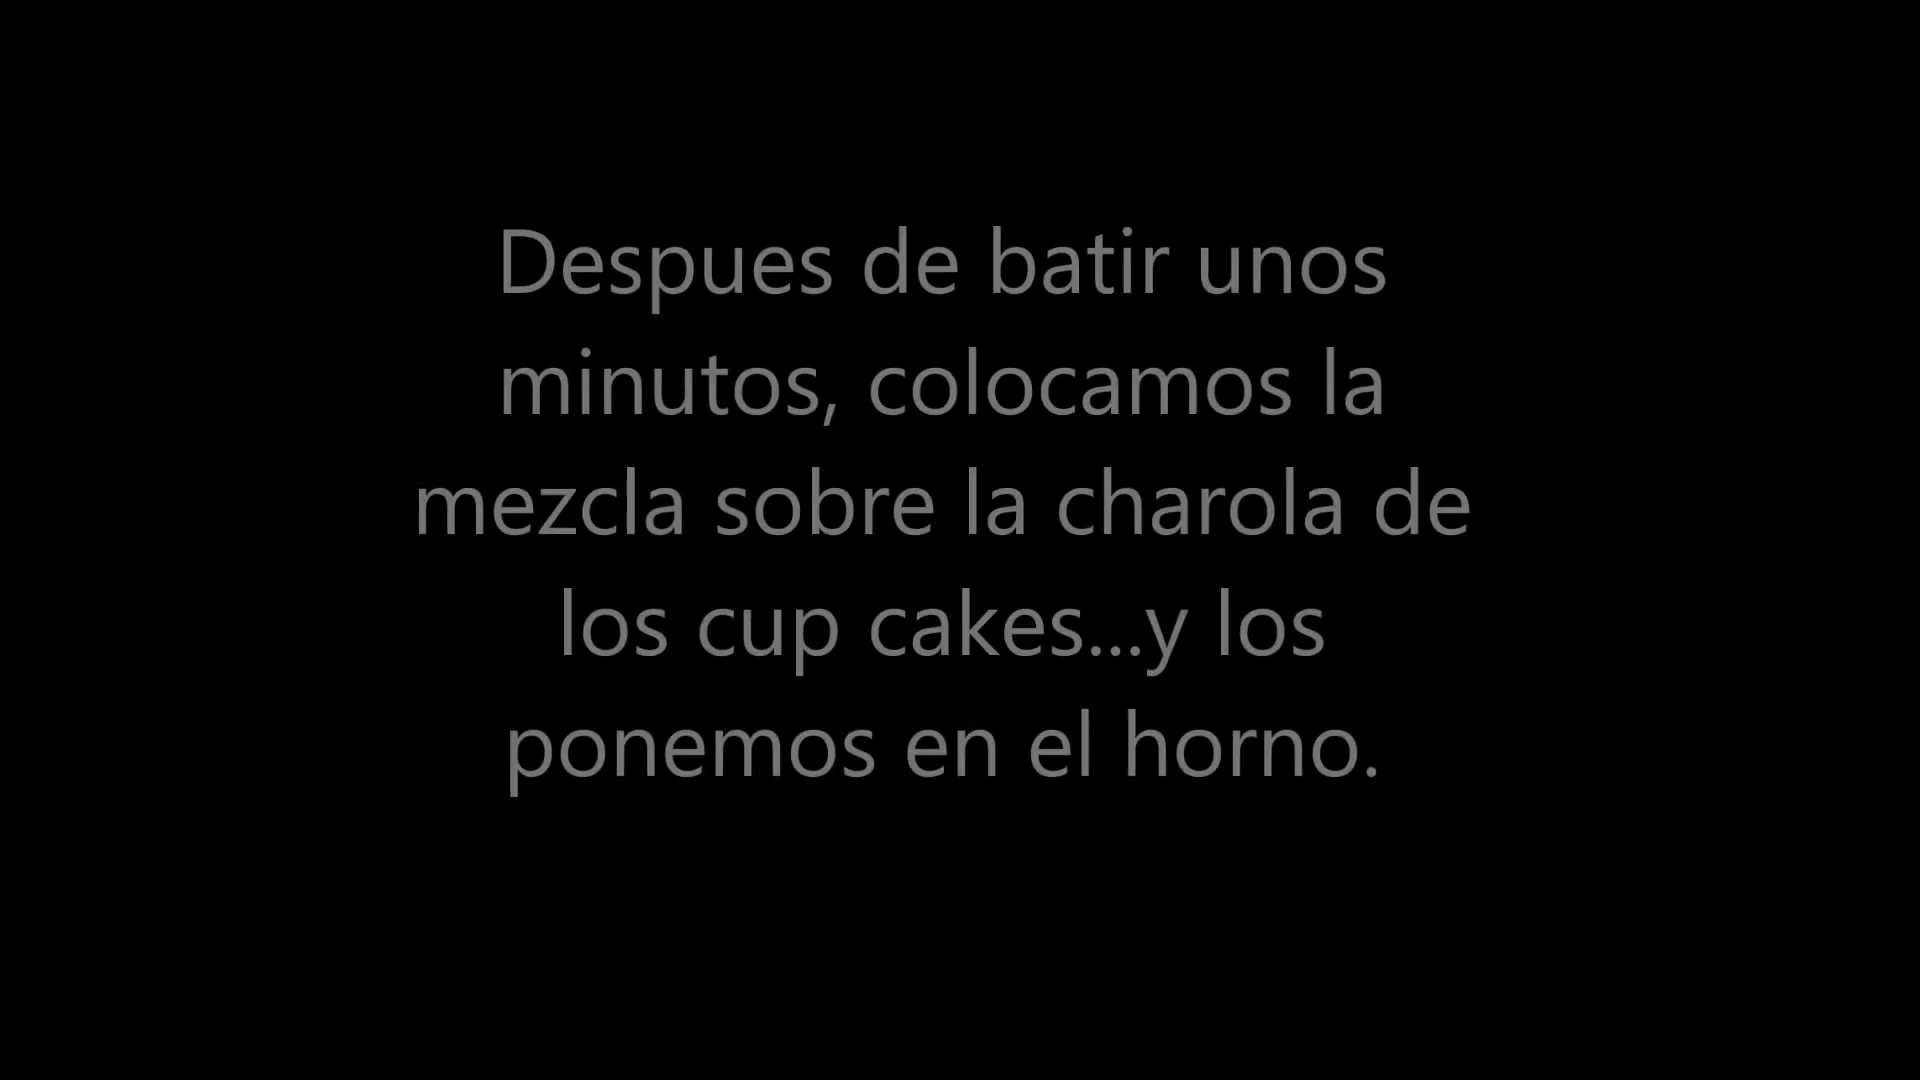 Despues de batir unos
minutos, colocamos la
mezcla sobre la charola de
los cup cakes...y los
ponemos en el horno.